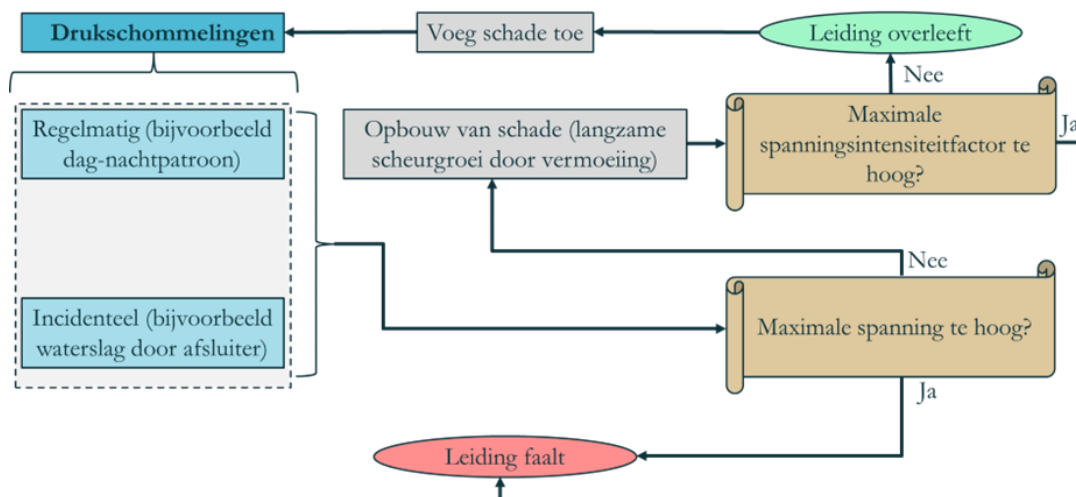 Drukschommelingen
Voeg schade toe
Leiding overleeft
Nee
Regelmatig (bijvoorbeeld
dag-nachtpatroon)
Opbouw van schade (langzame
scheurgroei door vermoeiing)
Maximale
spanningsintensiteitfactor te
hoog?
Ja
Nee
Incidenteel (bijvoorbeeld
waterslag door afsluiter)
Maximale spanning te hoog?
Ja
Leiding faalt